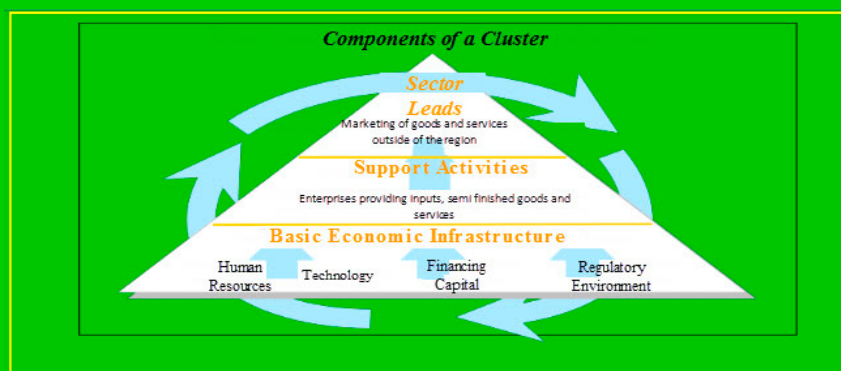 Components of a Cluster
Sector
Leads
Marketing of goods and services
outside of the region
Support Activities
Enterprises providing inputs, semi finished goods and
services
Basic Economic Infrastructure
Human
Resources
Technology
Financing
Capital
Regulatory
Environment